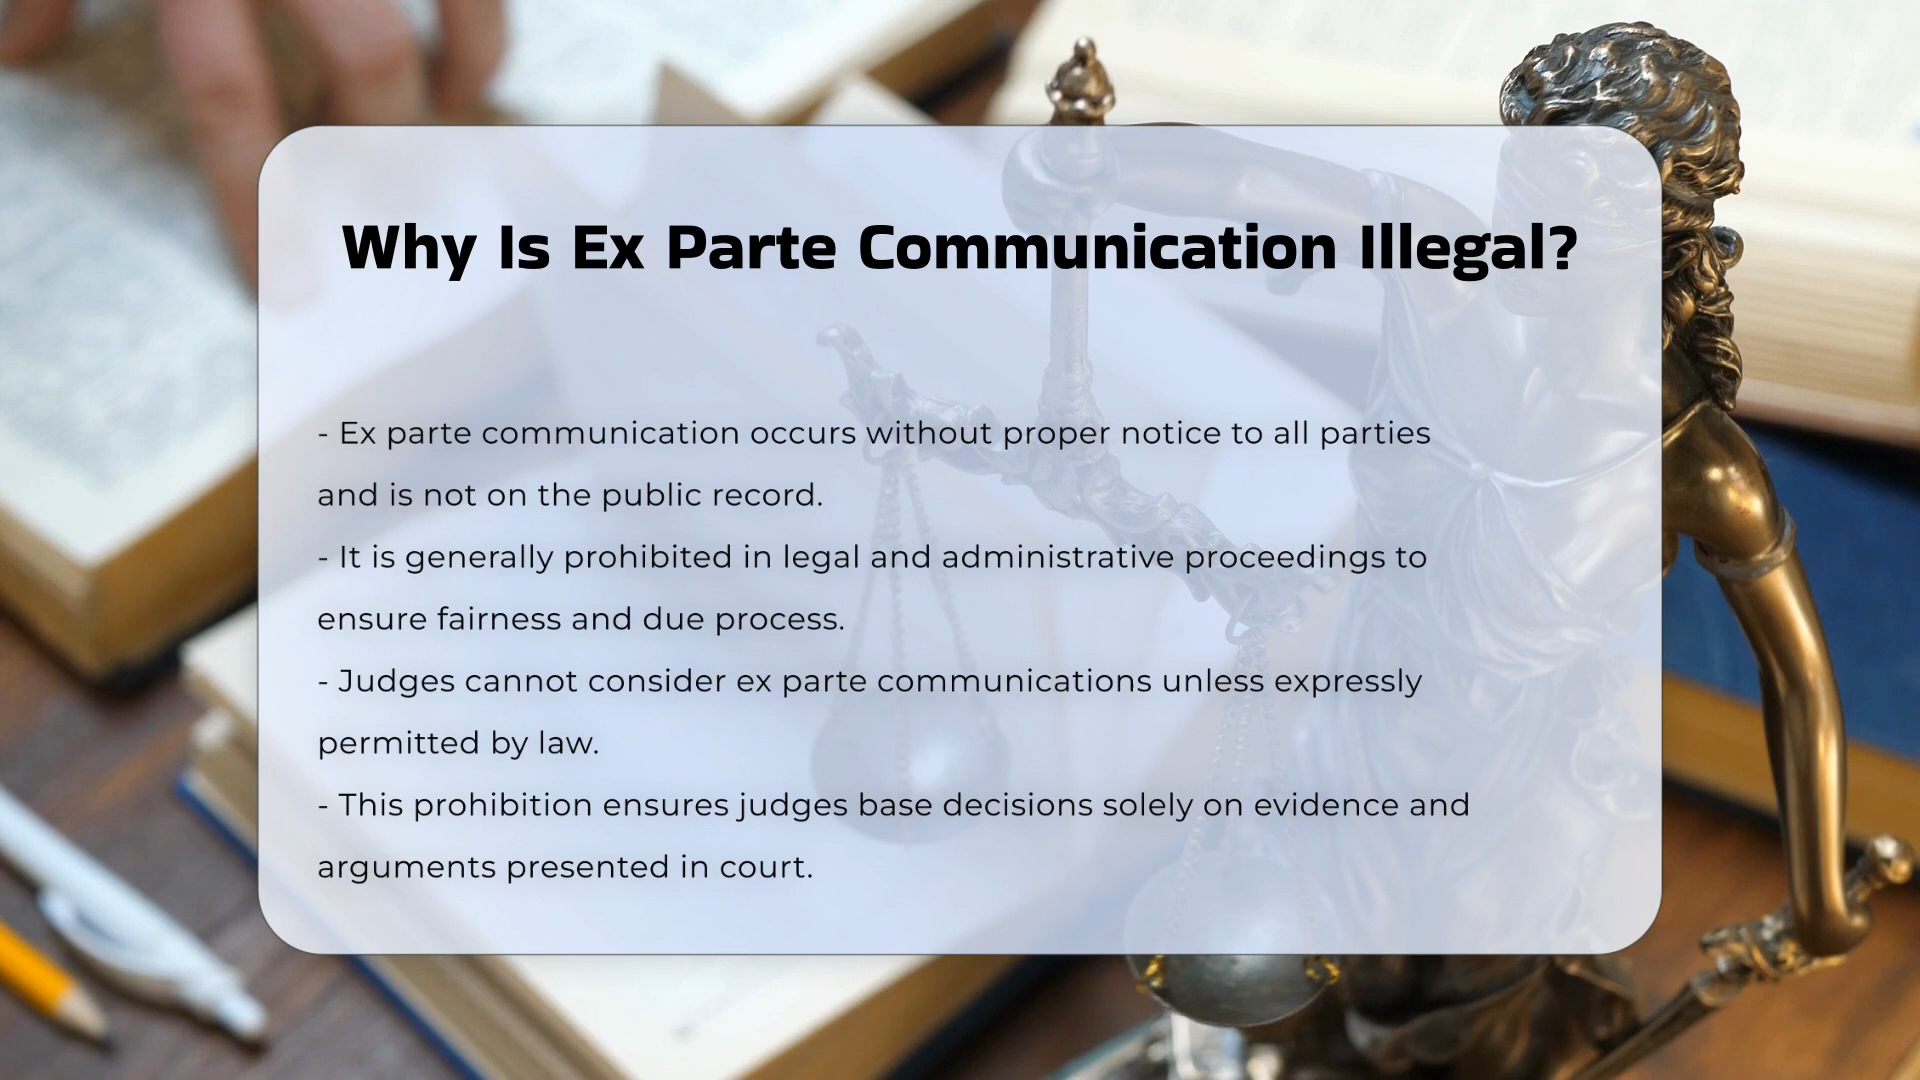 Why Is Ex Parte Communication Illegal?
- Ex parte communication occurs without proper notice to all parties
and is not on the public record.
- It is generally prohibited in legal and administrative proceedings to
ensure fairness and due process.
- Judges cannot consider ex parte communications unless expressly
permitted by law.
- This prohibition ensures judges base decisions solely on evidence and
arguments presented in court.